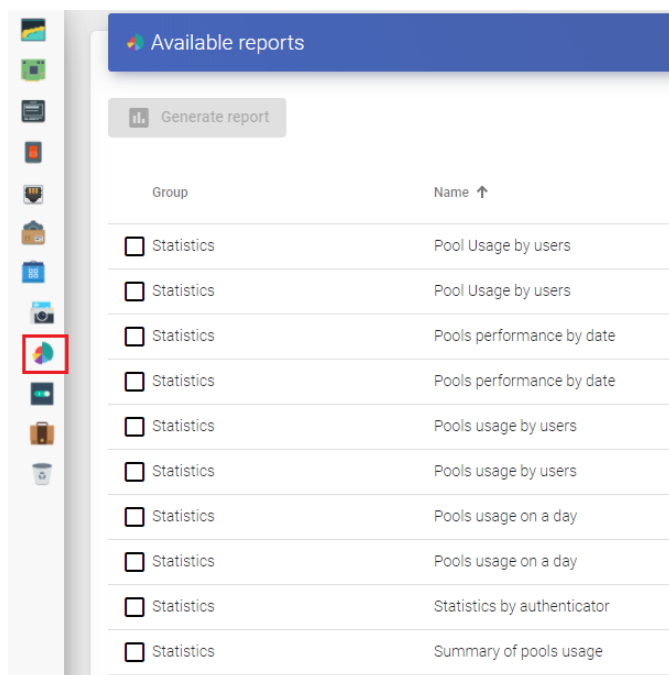 Available reports
Generate report
Group Name
Statistics Pool Usage by users
Statistics Pool Usage by users
Statistics Pools performance by date
Statistics Pools performance by date
Statistics Pools usage by users
Statistics Pools usage by users
Statistics Pools usage on a day
Statistics Pools usage on a day
Statistics Statistics by authenticator
Statistics Summary of pools usage